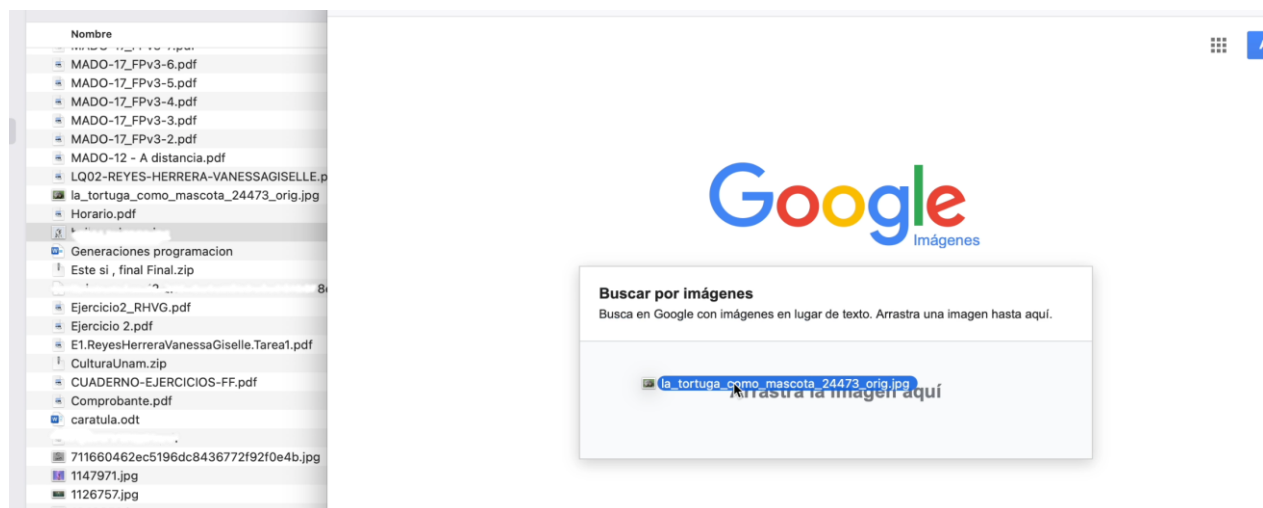 Nombre
MADO-17_FPv3-6.pdf
MADO-17_FPv3-5.pdf
MADO-17_FPv3-4.pdf
MADO-17_FPv3-3.pdf
MADO-17_FPv3-2.pdf
MADO-12 - A distancia.pdf
LQ02-REYES-HERRERA-VANESSAGISELLE.p
la_tortuga_como_mascota_24473_orig.jpg
Horario.pdf
Generaciones programacion
Este si , final Final.zip
Ejercicio2_RHVG.pdf
Ejercicio 2.pdf
E1.ReyesHerreraVanessaGiselle.Tarea1.pdf
CulturaUnam.zip
CUADERNO-EJERCICIOS-FF.pdf
Comprobante.pdf
caratula.odt
711660462ec5196dc8436772f92f0e4b.jpg
1147971.jpg
1126757.jpg
Google
Imágenes
Buscar por imágenes
Busca en Google con imágenes en lugar de texto. Arrastra una imagen hasta aquí.
la_tortuga_como_mascota_24473_orig.jpg
Arrastra la imagen aquí